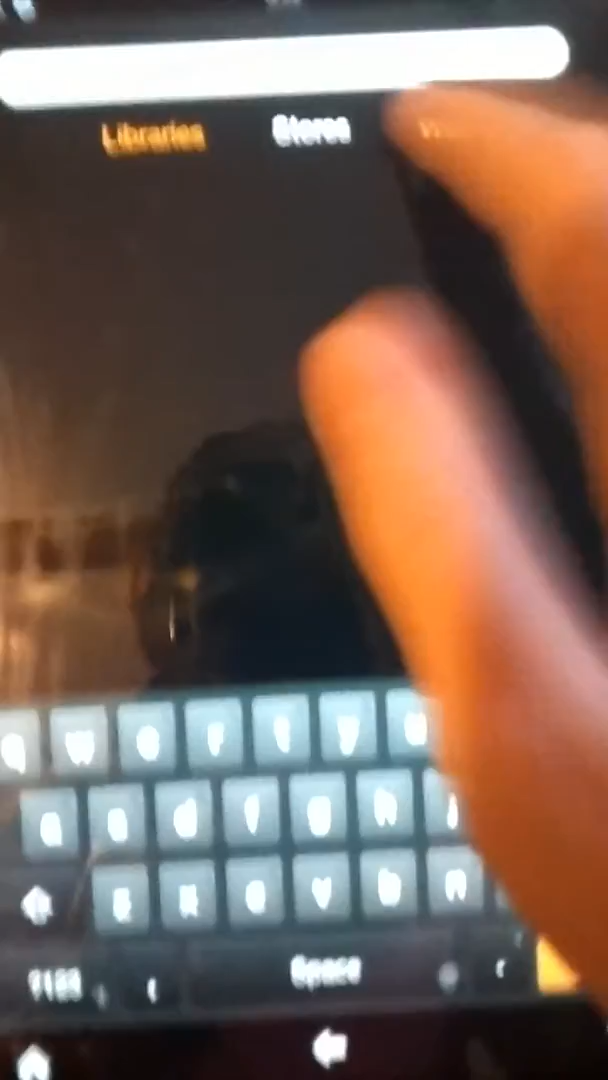 Libraries Stores
q w e r t y u
a s d f g h
z x c v b n
?123 Space